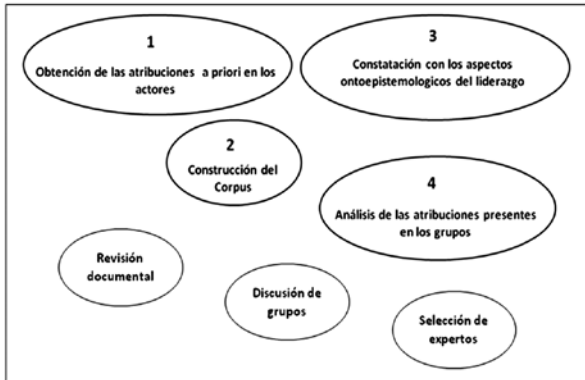 1
Obtención de las atribuciones a priori en los
actores
3
Constatación con los aspectos
ontoepistemologicos del liderazgo
2
Construcción del
Corpus
4
Análisis de las atribuciones presentes
en los grupos
Revisión
documental
Discusión de
grupos
Selección de
expertos